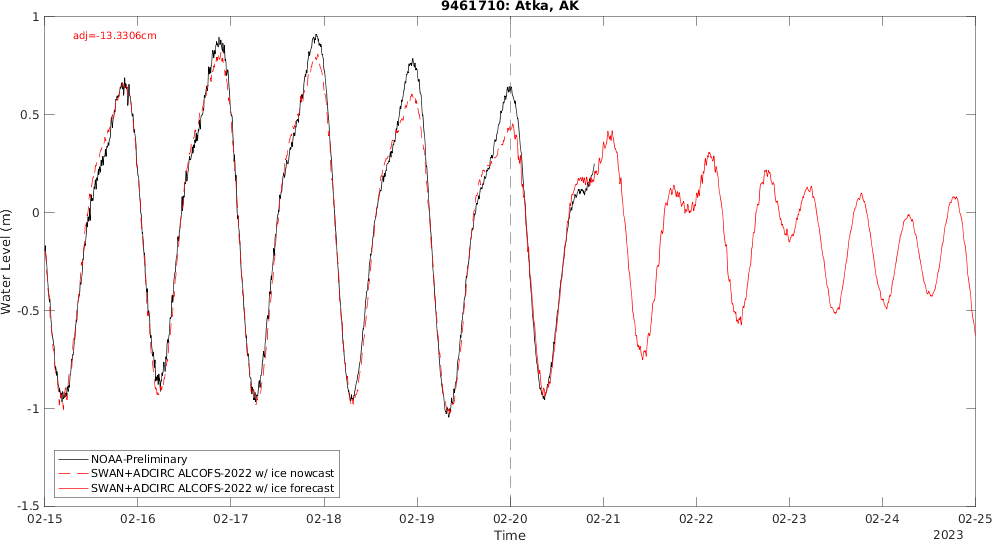 9461710: Atka, AK
adj=-13.3306cm
1
0.5
0
-0.5
-1
-1.5
Water Level (m)
NOAA-Preliminary
SWAN+ADCIRC ALCOFS-2022 w/ ice nowcast
SWAN+ADCIRC ALCOFS-2022 w/ ice forecast
02-15 02-16 02-17 02-18 02-19 02-20 02-21 02-22 02-23 02-24 02-25
Time
2023